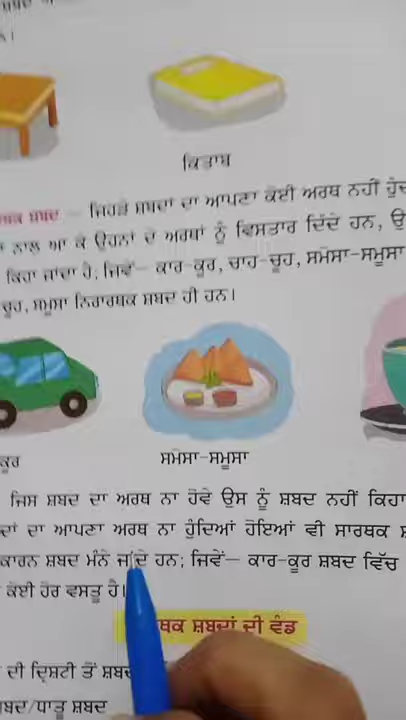 ਸ਼ਬਦ
ਕਿਤਾਬ
ਸ਼ਬਦ – ਜਿਹੜੇ ਸ਼ਬਦਾਂ ਦਾ ਆਪਣਾ ਕੋਈ ਅਰਥ ਨਹੀਂ
ਨਾਲ ਆ ਕੇ ਉਹਨਾਂ ਦੇ ਅਰਥਾਂ ਨੂੰ ਵਿਸਤਾਰ ਦਿੰਦੇ ਹਨ,
ਕਿਹਾ ਜਾਂਦਾ ਹੈ; ਜਿਵੇਂ– ਕਾਰ-ਕੂਰ, ਚਾਹ-ਚੂਹ, ਸਮੋਸਾ-ਸਮੂਸਾ
ਚੂਹ, ਸਮੂਸਾ ਨਿਰਾਰਥਕ ਸ਼ਬਦ ਹੀ ਹਨ।
ਕੂਰ
ਸਮੋਸਾ-ਸਮੂਸਾ
ਜਿਸ ਸ਼ਬਦ ਦਾ ਅਰਥ ਨਾ ਹੋਵੇ ਉਸ ਨੂੰ ਸ਼ਬਦ ਨਹੀਂ ਕਿਹਾ
ਦਾ ਆਪਣਾ ਅਰਥ ਨਾ ਹੁੰਦਿਆਂ ਹੋਇਆਂ ਵੀ ਸਾਰਥਕ
ਕਾਰਨ ਸ਼ਬਦ ਮੰਨੇ ਜਾਂਦੇ ਹਨ; ਜਿਵੇਂ– ਕਾਰ-ਕੂਰ ਸ਼ਬਦ ਵਿੱਚ
ਕੋਈ ਹੋਰ ਵਸਤੂ ਹੈ।
ਸ਼ਬਦਾਂ ਦੀ ਵੰਡ
ਦੀ ਦ੍ਰਿਸ਼ਟੀ ਤੋਂ
ਸ਼ਬਦ/ਧਾਤੂ ਸ਼ਬਦ